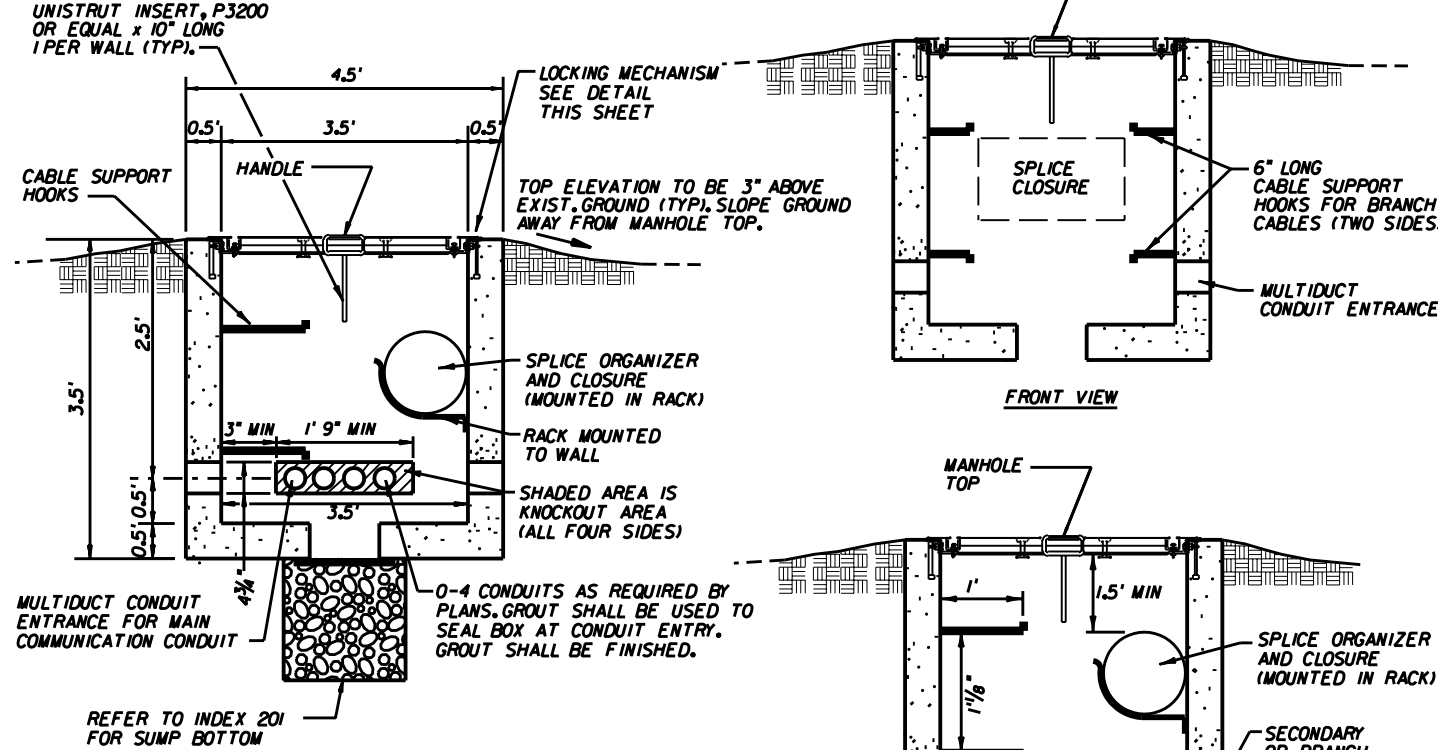 UNISTRUT INSERT, P3200
OR EQUAL x 10" LONG
1 PER WALL (TYP).
4.5'
LOCKING MECHANISM
SEE DETAIL
THIS SHEET
0.5'
3.5'
0.5'
CABLE SUPPORT
HOOKS
HANDLE
TOP ELEVATION TO BE 3" ABOVE
EXIST. GROUND (TYP). SLOPE GROUND
AWAY FROM MANHOLE TOP.
2.5'
3.5'
SPLICE ORGANIZER
AND CLOSURE
(MOUNTED IN RACK)
3" MIN
1' 9" MIN
RACK MOUNTED
TO WALL
SHADED AREA IS
KNOCKOUT AREA
(ALL FOUR SIDES)
3.5'
0.5'
0.5'
4¾"
MULTIDUCT CONDUIT
ENTRANCE FOR MAIN
COMMUNICATION CONDUIT
0-4 CONDUITS AS REQUIRED BY
PLANS. GROUT SHALL BE USED TO
SEAL BOX AT CONDUIT ENTRY.
GROUT SHALL BE FINISHED.
REFER TO INDEX 201
FOR SUMP BOTTOM
SPLICE
CLOSURE
6" LONG
CABLE SUPPORT
HOOKS FOR BRANCH
CABLES (TWO SIDES
MULTIDUCT
CONDUIT ENTRANCE
FRONT VIEW
MANHOLE
TOP
1'
1.5' MIN
1'⅛"
SPLICE ORGANIZER
AND CLOSURE
(MOUNTED IN RACK)
SECONDARY
OR BRANCH